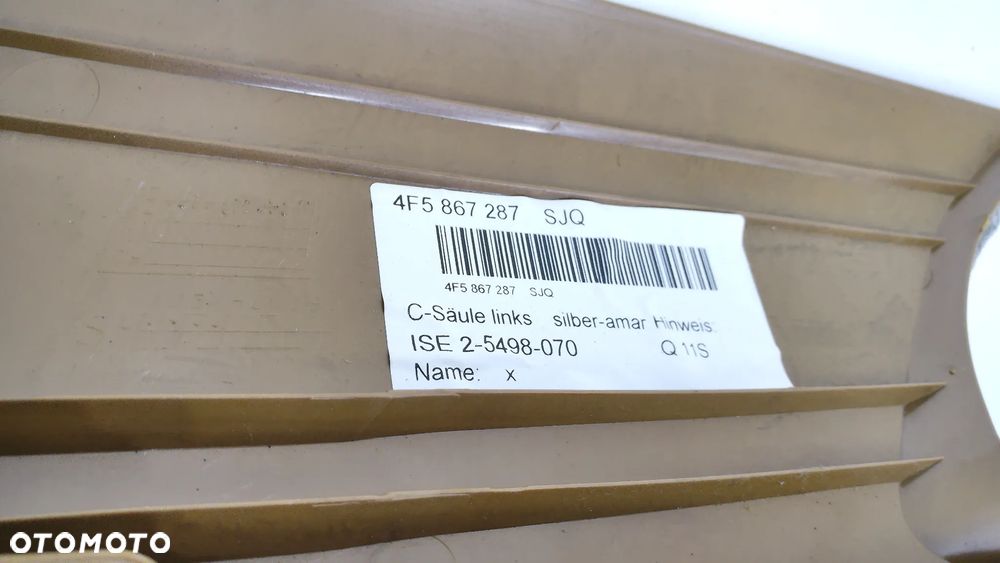 4F5 867 287 SJQ
4F5 867 287 SJQ
C-Säule links silber-amar Hinweis:
ISE 2-5498-070 Q 11S
Name: x
OTOMOTO